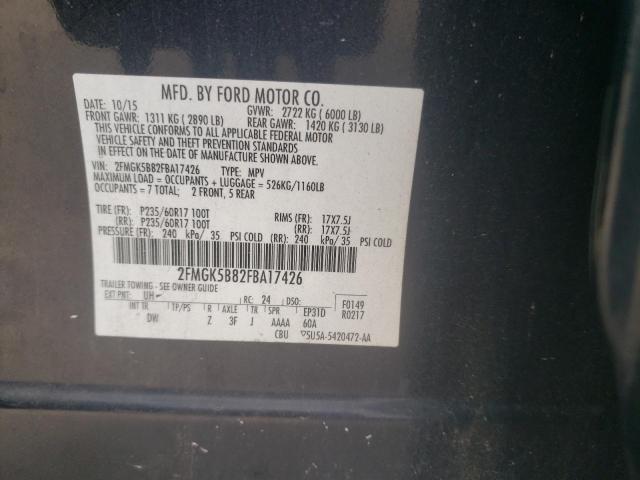 MFD. BY FORD MOTOR CO.
DATE: 10/15 GVWR: 2722 KG ( 6000 LB)
FRONT GAWR: 1311 KG ( 2890 LB) REAR GAWR: 1420 KG ( 3130 LB)
THIS VEHICLE CONFORMS TO ALL APPLICABLE FEDERAL MOTOR
VEHICLE SAFETY AND THEFT PREVENTION STANDARDS
IN EFFECT ON THE DATE OF MANUFACTURE SHOWN ABOVE.
VIN: 2FMGK5B82FBA17426 TYPE: MPV
MAXIMUM LOAD = OCCUPANTS + LUGGAGE = 526KG/1160LB
OCCUPANTS = 7 TOTAL; 2 FRONT, 5 REAR
TIRE (FR): P235/60R17 100T RIMS (FR): 17X7.5J
(RR): P235/60R17 100T (RR): 17X7.5J
PRESSURE (FR): 240 kPa/ 35 PSI COLD (RR): 240 kPa/ 35 PSI COLD
2FMGK5B82FBA17426
TRAILER TOWING - SEE OWNER GUIDE
EXT PNT: UH RC: 24 DSO: F0149
INT TR TP/PS R AXLE TR SPR EP31D R0217
DW Z 3F J AAAA 60A
CBU 5U5A-5420472-AA